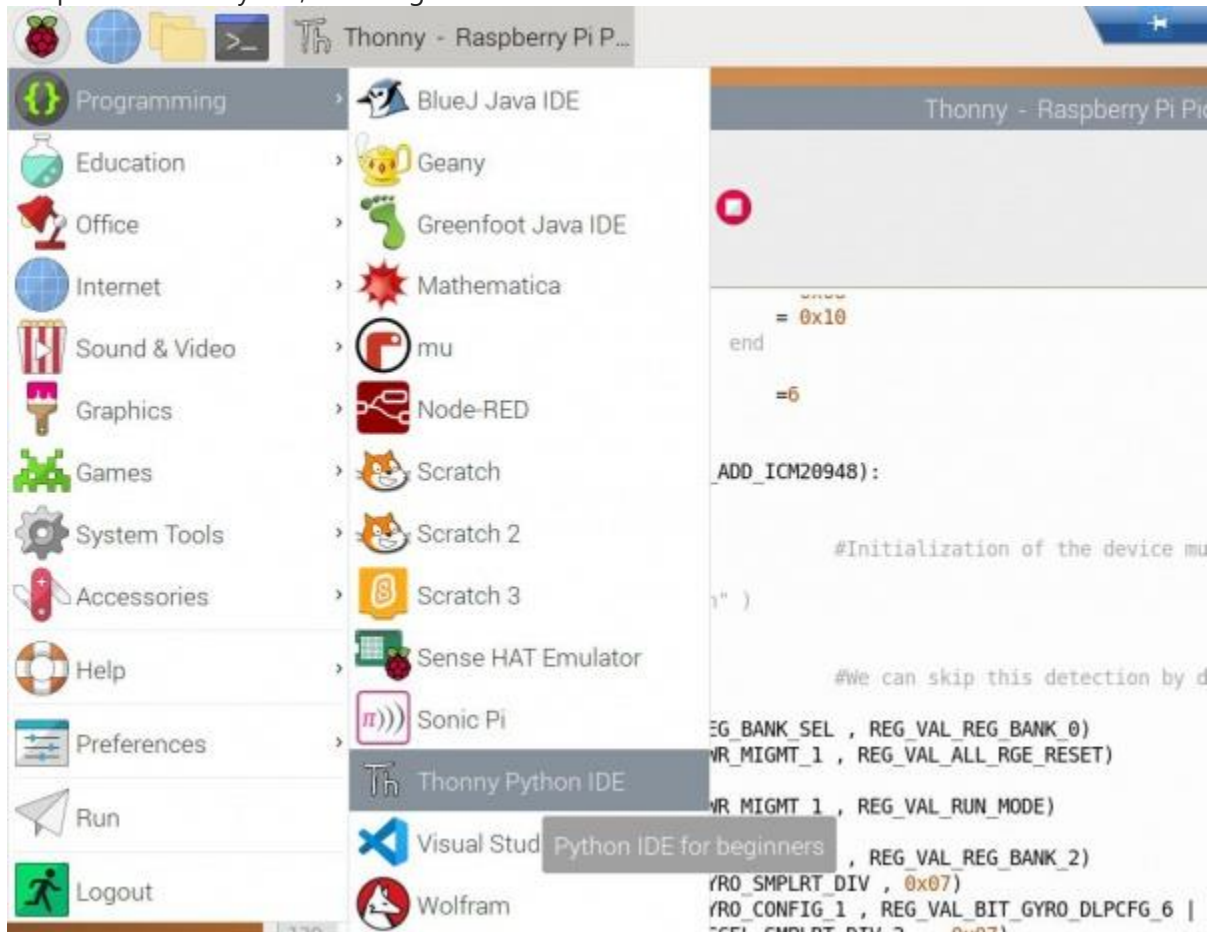 Thonny - Raspberry Pi P...
Programming
Education
Office
Internet
Sound & Video
Graphics
Games
System Tools
Accessories
Help
Preferences
Run
Logout
BlueJ Java IDE
Geany
Greenfoot Java IDE
Mathematica
mu
Node-RED
Scratch
Scratch 2
Scratch 3
Sense HAT Emulator
Sonic Pi
Thonny Python IDE
Visual Stud
Wolfram
Python IDE for beginners
Thonny - Raspberry Pi Pic
= 0x10
end
=6
_ADD_ICM20948):
#Initialization of the device mu
" )
#We can skip this detection by d
EG_BANK_SEL , REG_VAL_REG_BANK_0)
WR_MIGMT_1 , REG_VAL_ALL_RGE_RESET)
WR_MIGMT_1 , REG_VAL_RUN_MODE)
, REG_VAL_REG_BANK_2)
YRO_SMPLRT_DIV , 0x07)
YRO_CONFIG_1 , REG_VAL_BIT_GYRO_DLPCFG_6 |